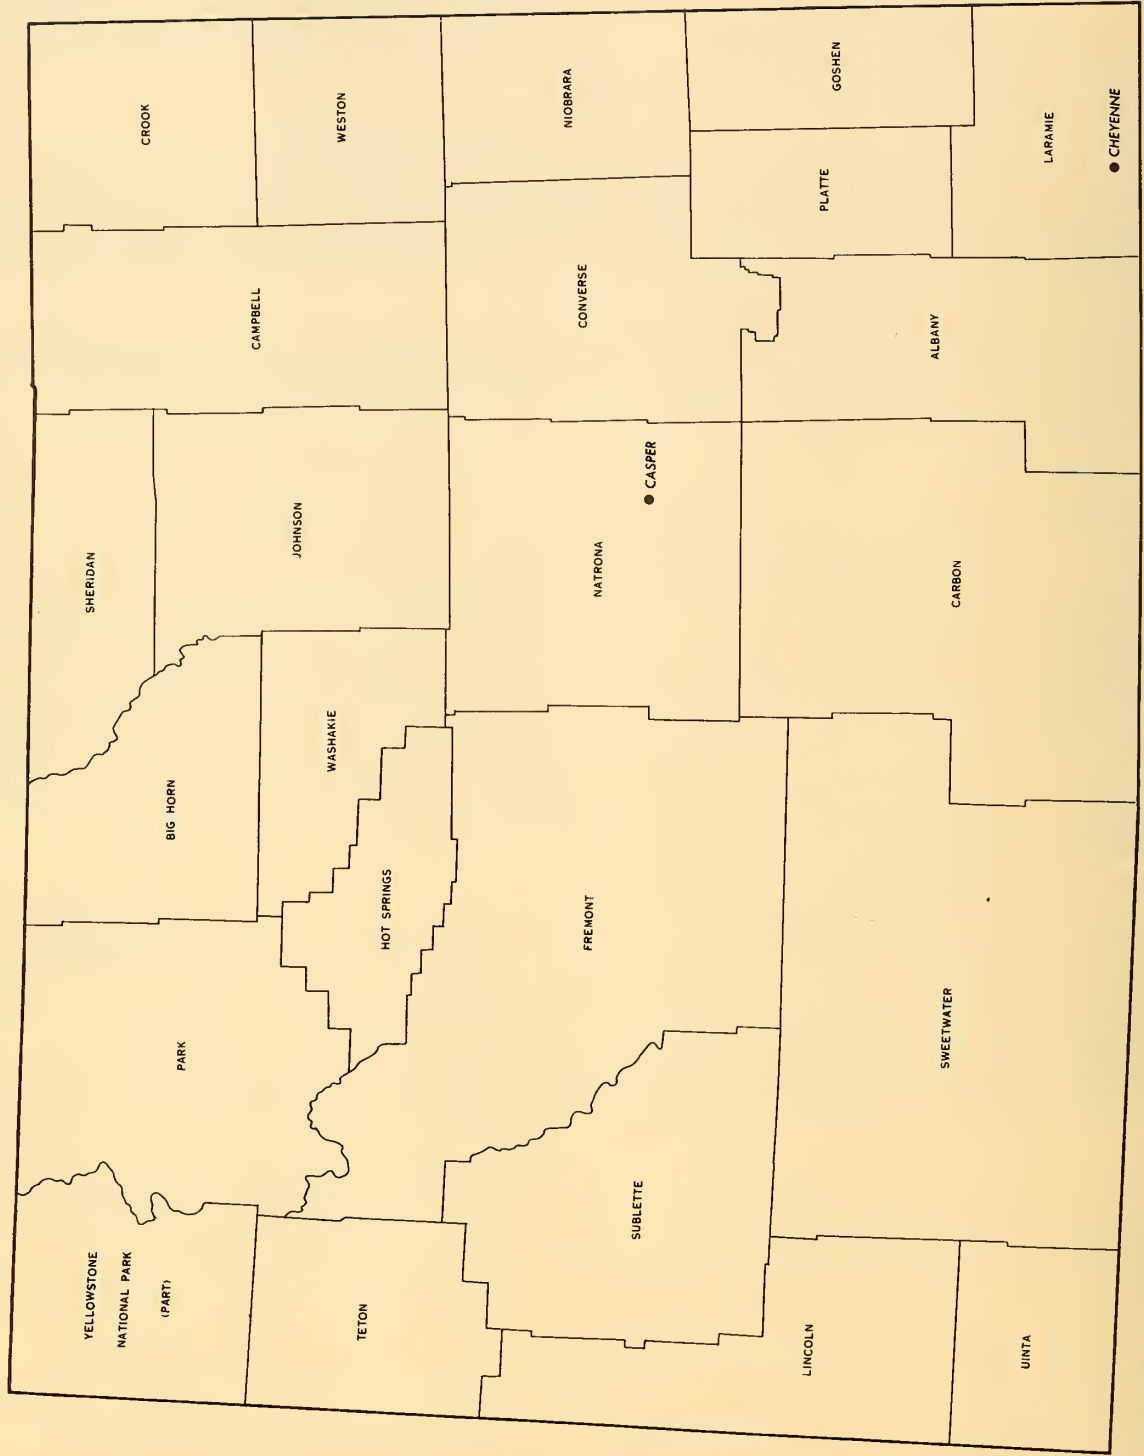 YELLOWSTONE
NATIONAL PARK
(PART)
PARK
BIG HORN
SHERIDAN
CAMPBELL
CROOK
TETON
HOT SPRINGS
WASHAKIE
JOHNSON
WESTON
SUBLETTE
FREMONT
NATRONA
CASPER
CONVERSE
NIOBRARA
LINCOLN
UINTA
SWEETWATER
CARBON
ALBANY
PLATTE
GOSHEN
LARAMIE
CHEYENNE